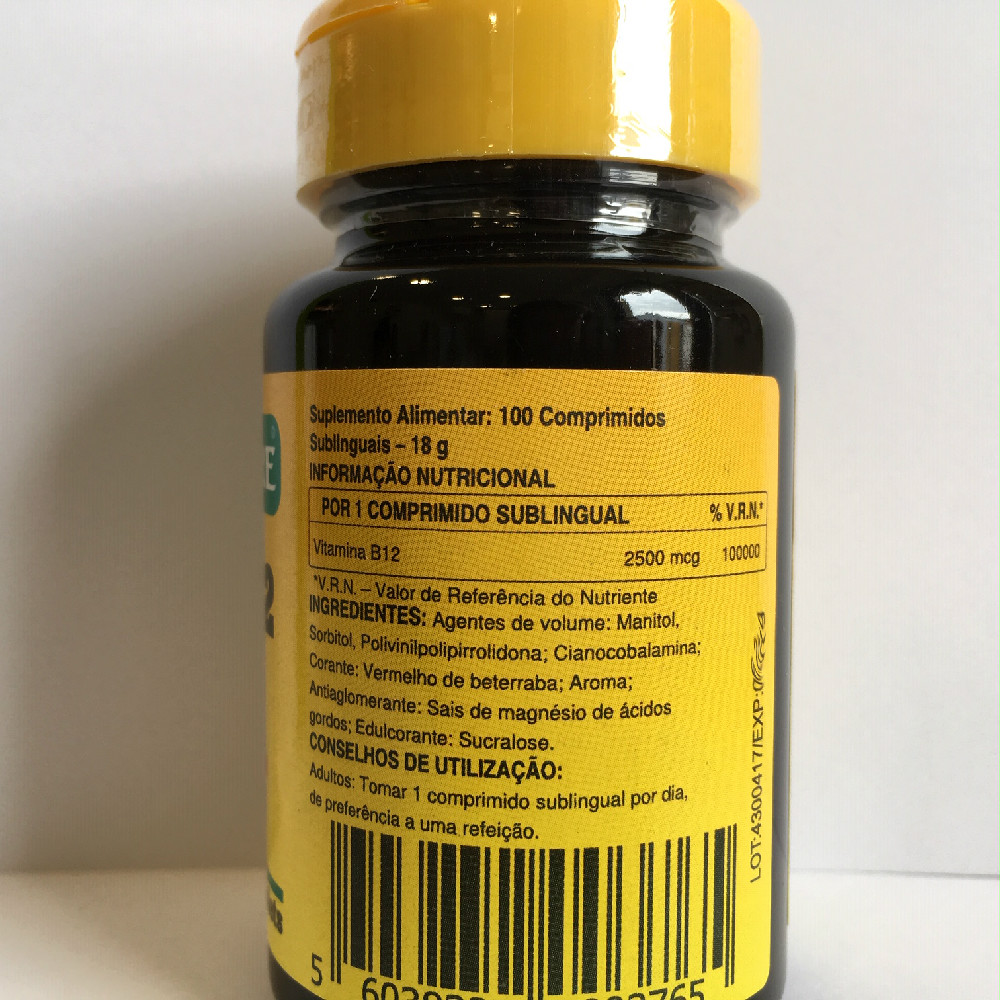 Suplemento Alimentar: 100 Comprimidos
Sublinguais – 18 g
INFORMAÇÃO NUTRICIONAL
POR 1 COMPRIMIDO SUBLINGUAL % V.R.N.*
Vitamina B12 2500 mcg 100000
*V.R.N. – Valor de Referência do Nutriente
INGREDIENTES: Agentes de volume: Manitol,
Sorbitol, Polivinilpolipirrolidona; Cianocobalamina;
Corante: Vermelho de beterraba; Aroma;
Antiaglomerante: Sais de magnésio de ácidos
gordos; Edulcorante: Sucralose.
CONSELHOS DE UTILIZAÇÃO:
Adultos: Tomar 1 comprimido sublingual por dia,
de preferência a uma refeição.
LOT:4300417/EXP:
E®
2
5